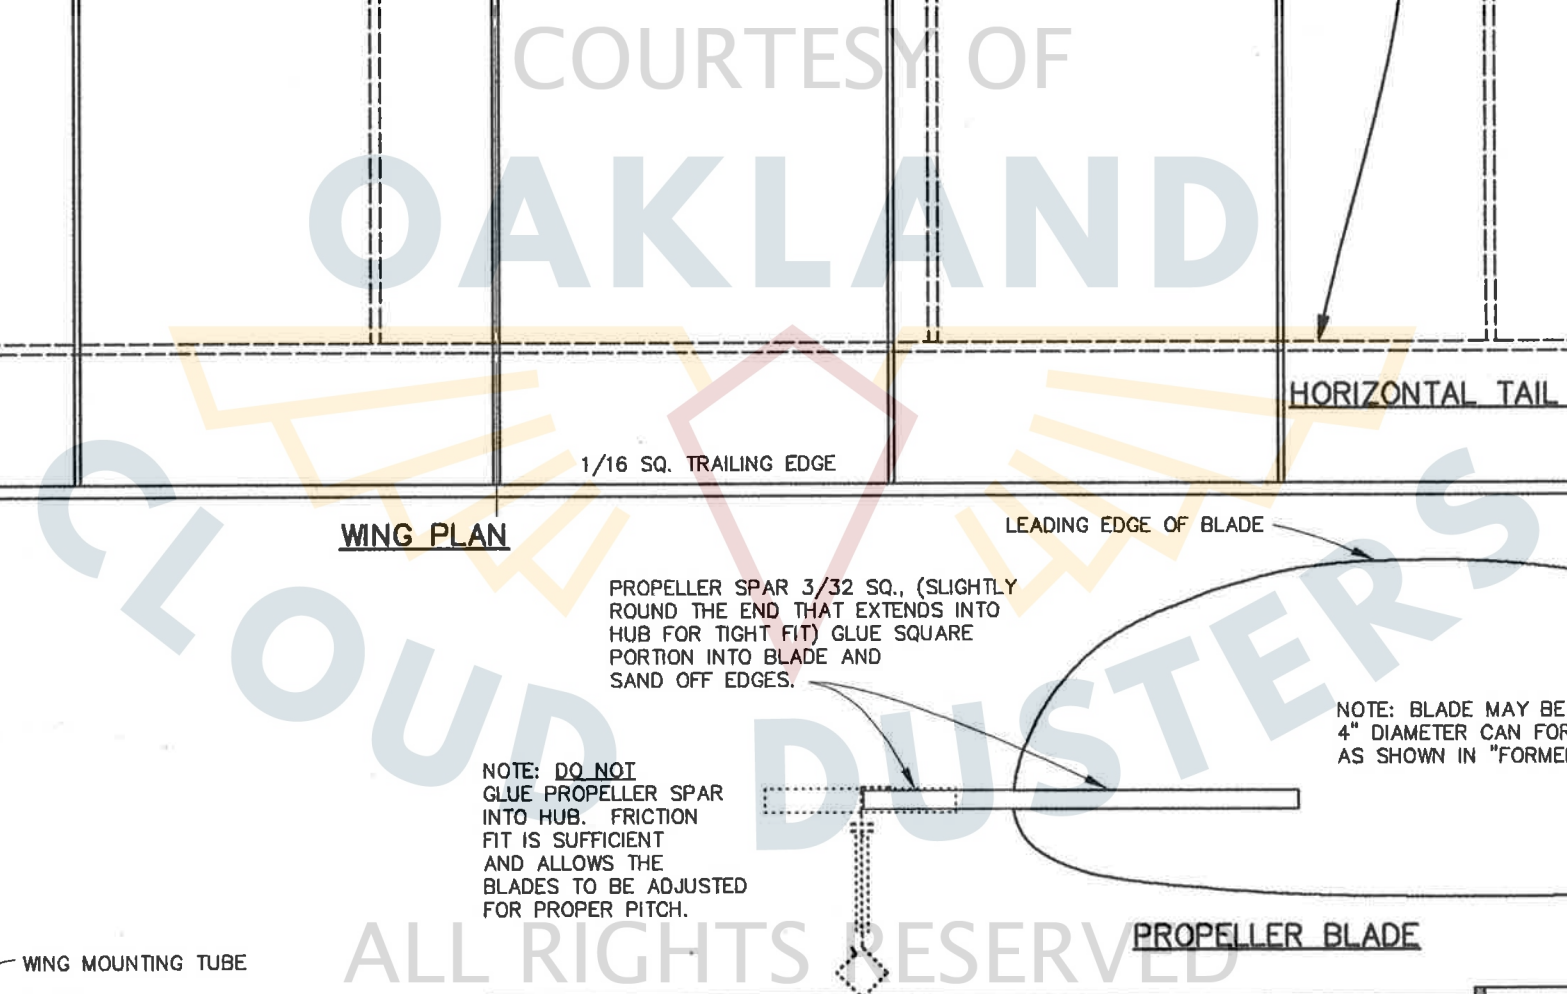 COURTESY OF
OAKLAND
CLOUD DUSTERS
HORIZONTAL TAIL
1/16 SQ. TRAILING EDGE
WING PLAN
LEADING EDGE OF BLADE
PROPELLER SPAR 3/32 SQ., (SLIGHTLY
ROUND THE END THAT EXTENDS INTO
HUB FOR TIGHT FIT) GLUE SQUARE
PORTION INTO BLADE AND
SAND OFF EDGES.
NOTE: BLADE MAY BE
4" DIAMETER CAN FOR
AS SHOWN IN "FORME
NOTE: DO NOT
GLUE PROPELLER SPAR
INTO HUB. FRICTION
FIT IS SUFFICIENT
AND ALLOWS THE
BLADES TO BE ADJUSTED
FOR PROPER PITCH.
PROPELLER BLADE
WING MOUNTING TUBE
ALL RIGHTS RESERVED